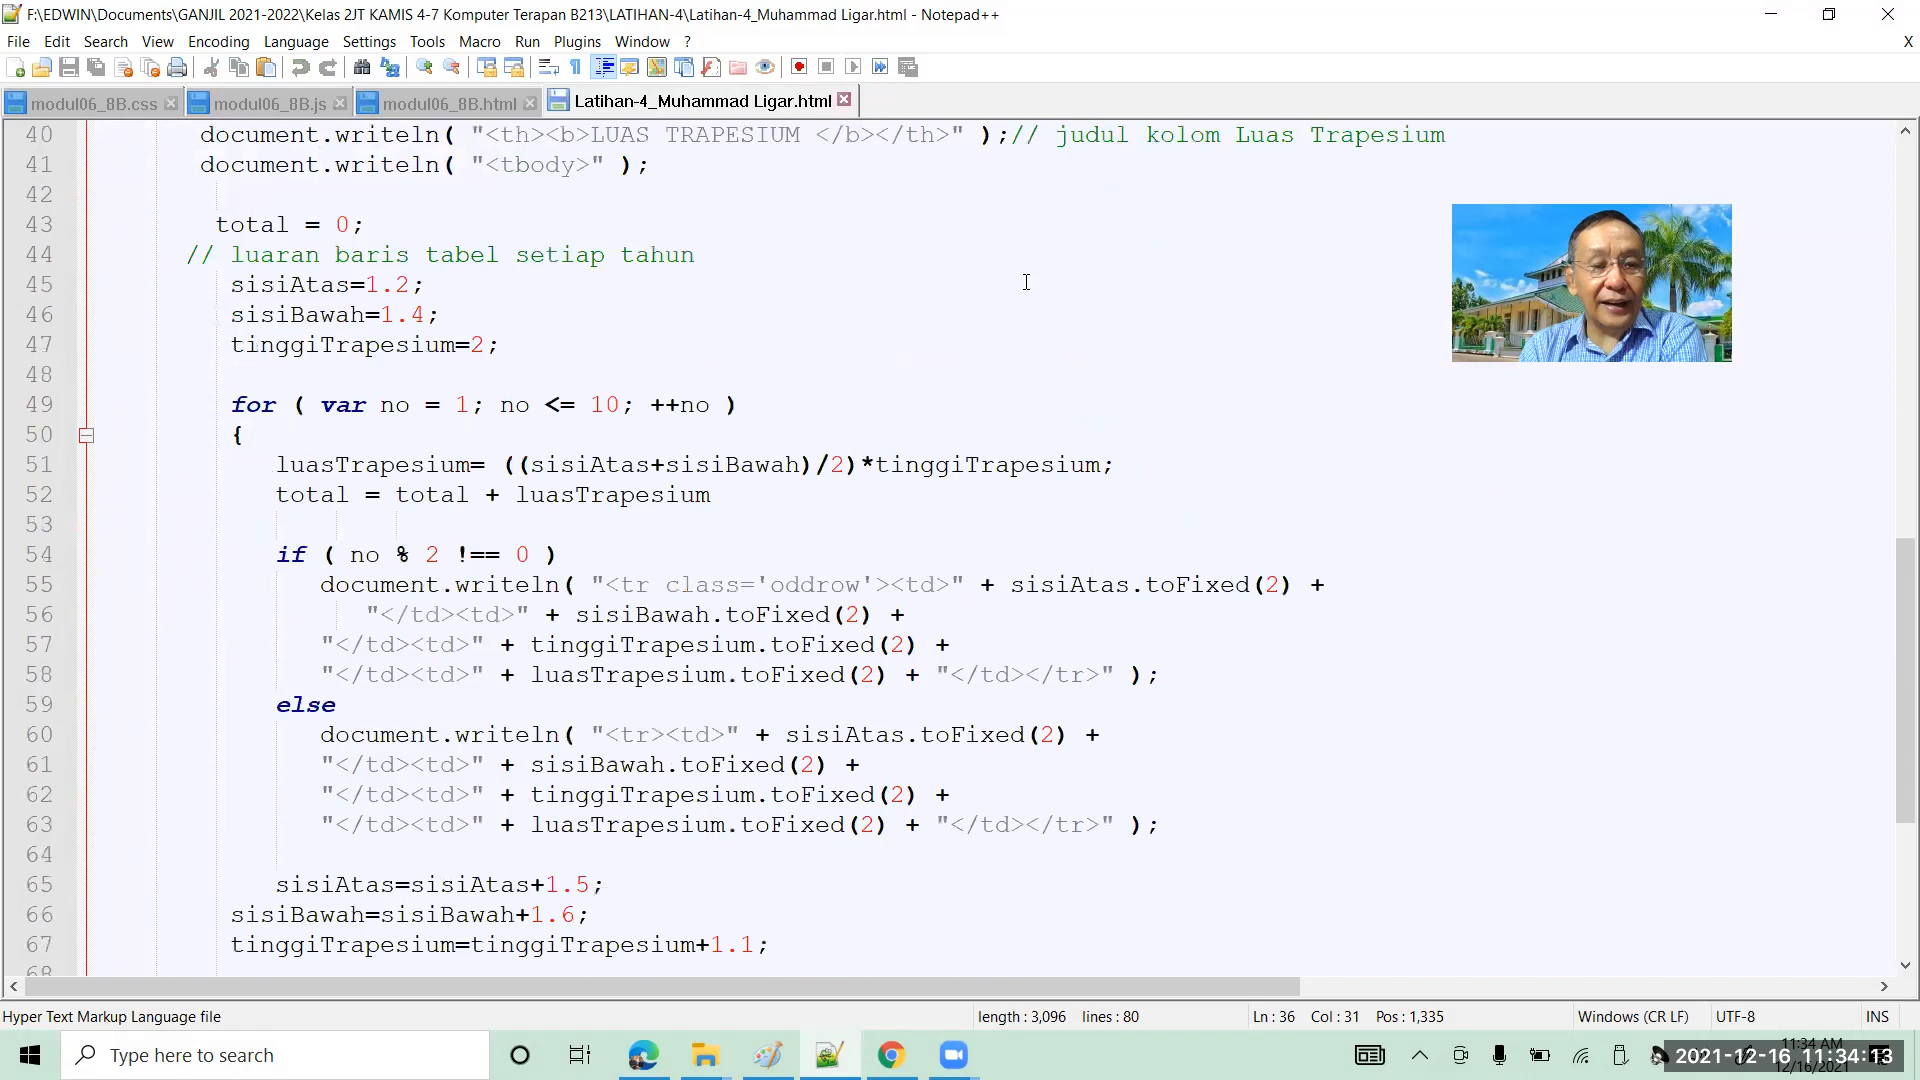 F:\EDWIN\Documents\GANJIL 2021-2022\Kelas 2JT KAMIS 4-7 Komputer Terapan B213\LATIHAN-4\Latihan-4_Muhammad Ligar.html - Notepad++
File Edit Search View Encoding Language Settings Tools Macro Run Plugins Window ? X
modul06_8B.css modul06_8B.js modul06_8B.html Latihan-4_Muhammad Ligar.html
40 document.writeln( "<th><b>LUAS TRAPESIUM </b></th>" );// judul kolom Luas Trapesium
41 document.writeln( "<tbody>" );
42
43 total = 0;
44 // luaran baris tabel setiap tahun
45 sisiAtas=1.2;
46 sisiBawah=1.4;
47 tinggiTrapesium=2;
48
49 for ( var no = 1; no <= 10; ++no )
50 {
51 luasTrapesium= ((sisiAtas+sisiBawah)/2)*tinggiTrapesium;
52 total = total + luasTrapesium
53
54 if ( no % 2 !== 0 )
55 document.writeln( "<tr class='oddrow'><td>" + sisiAtas.toFixed(2) +
56 "</td><td>" + sisiBawah.toFixed(2) +
57 "</td><td>" + tinggiTrapesium.toFixed(2) +
58 "</td><td>" + luasTrapesium.toFixed(2) + "</td></tr>" );
59 else
60 document.writeln( "<tr><td>" + sisiAtas.toFixed(2) +
61 "</td><td>" + sisiBawah.toFixed(2) +
62 "</td><td>" + tinggiTrapesium.toFixed(2) +
63 "</td><td>" + luasTrapesium.toFixed(2) + "</td></tr>" );
64
65 sisiAtas=sisiAtas+1.5;
66 sisiBawah=sisiBawah+1.6;
67 tinggiTrapesium=tinggiTrapesium+1.1;
68
Hyper Text Markup Language file length : 3,096 lines : 80 Ln : 36 Col : 31 Pos : 1,335 Windows (CR LF) UTF-8 INS
Type here to search
11:34 AM
2021-12-16 11:34:13
12/16/2021